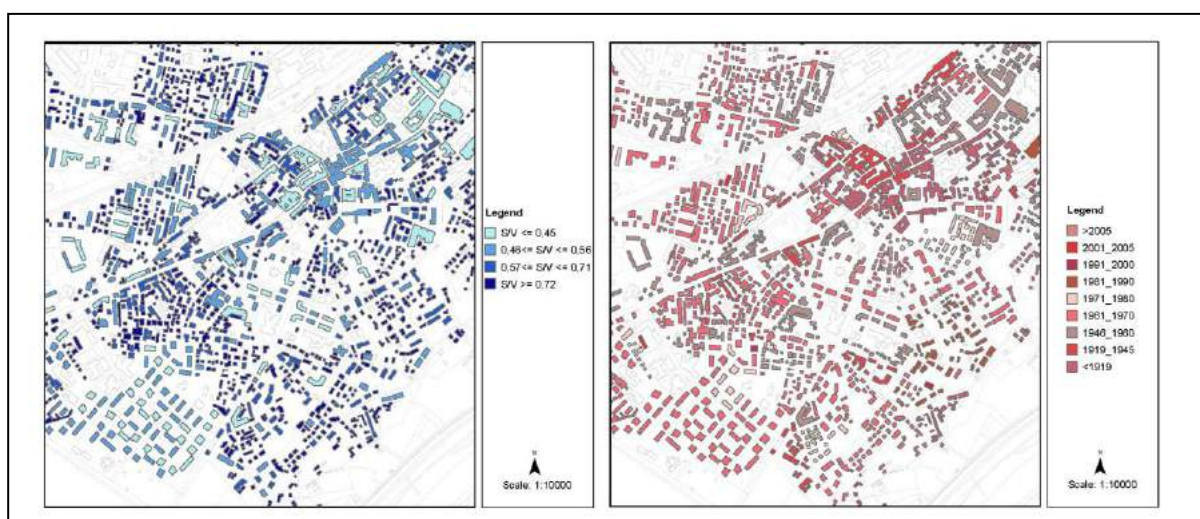 Legend
S/V <= 0,45
0,46<= S/V <= 0,56
0,57<= S/V <= 0,71
S/V >= 0,72
N
Scale: 1:10000
Legend
>2005
2001_2005
1991_2000
1981_1990
1971_1980
1961_1970
1946_1960
1919_1945
<1919
N
Scale: 1:10000